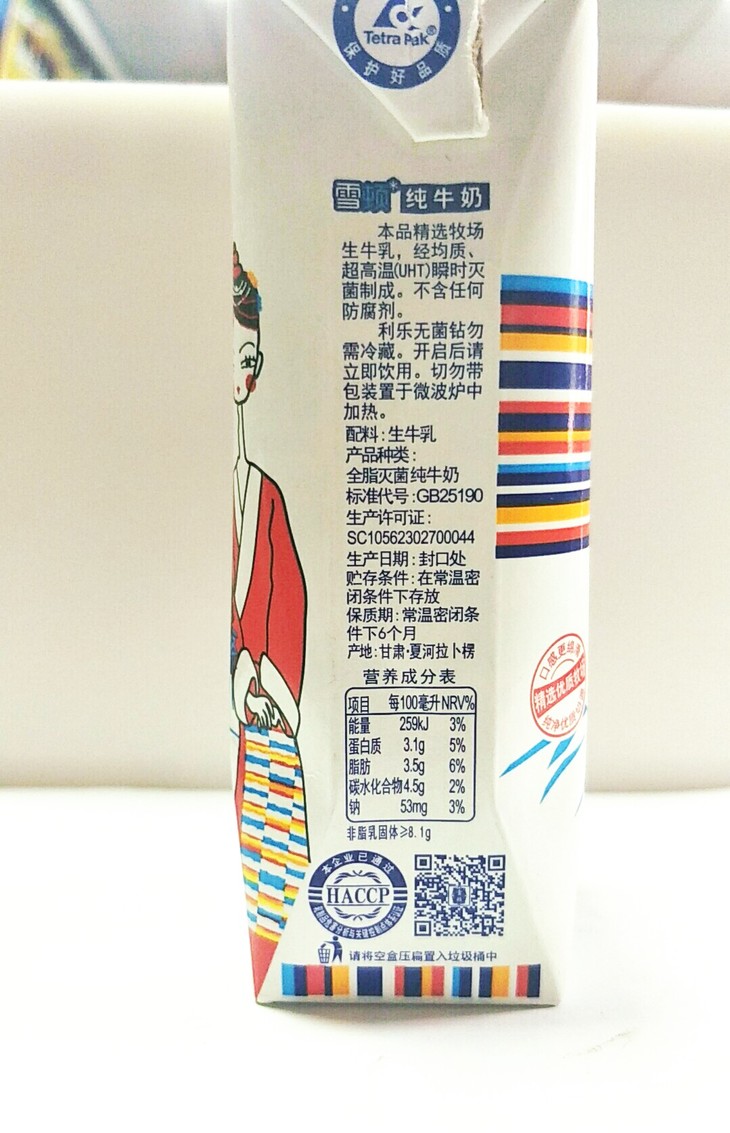 Tetra Pak®
保护好品质
雪顿* 纯牛奶
本品精选牧场
生牛乳，经均质、
超高温(UHT)瞬时灭
菌制成。不含任何
防腐剂。
利乐无菌钻勿
需冷藏。开启后请
立即饮用。切勿带
包装置于微波炉中
加热。
配料:生牛乳
产品种类:
全脂灭菌纯牛奶
标准代号:GB25190
生产许可证:
SC10562302700044
生产日期:封口处
贮存条件:在常温密
闭条件下存放
保质期:常温密闭条
件下6个月
产地:甘肃·夏河拉卜楞
营养成分表
项目 每100毫升 NRV%
能量 259kJ 3%
蛋白质 3.1g 5%
脂肪 3.5g 6%
碳水化合物 4.5g 2%
钠 53mg 3%
非脂乳固体≥8.1g
本企业已通过
HACCP
请将空盒压扁置入垃圾桶中
口感更
精选优质牧
纯净优质